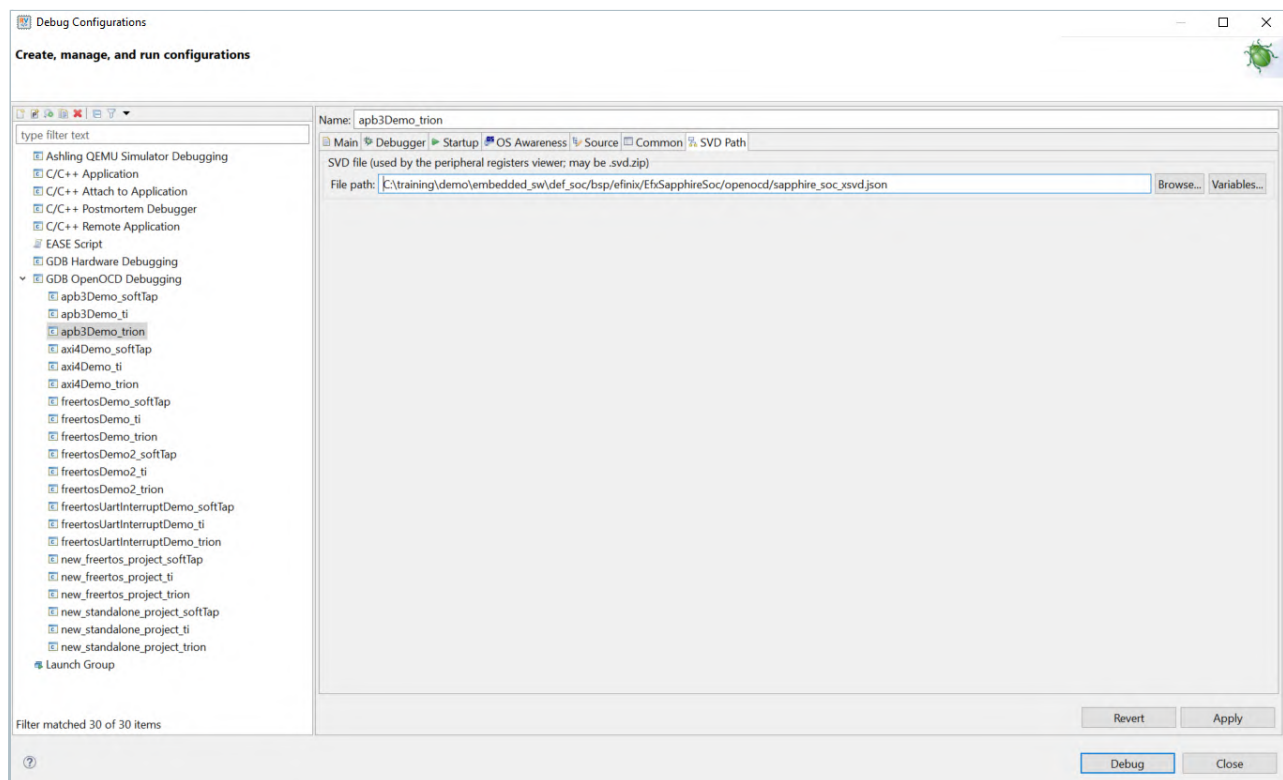 Debug Configurations
Create, manage, and run configurations
type filter text
Ashling QEMU Simulator Debugging
C/C++ Application
C/C++ Attach to Application
C/C++ Postmortem Debugger
C/C++ Remote Application
EASE Script
GDB Hardware Debugging
GDB OpenOCD Debugging
apb3Demo_softTap
apb3Demo_ti
apb3Demo_trion
axi4Demo_softTap
axi4Demo_ti
axi4Demo_trion
freertosDemo_softTap
freertosDemo_ti
freertosDemo_trion
freertosDemo2_softTap
freertosDemo2_ti
freertosDemo2_trion
freertosUartInterruptDemo_softTap
freertosUartInterruptDemo_ti
freertosUartInterruptDemo_trion
new_freertos_project_softTap
new_freertos_project_ti
new_freertos_project_trion
new_standalone_project_softTap
new_standalone_project_ti
new_standalone_project_trion
Launch Group
Filter matched 30 of 30 items
Name: apb3Demo_trion
Main Debugger Startup OS Awareness Source Common SVD Path
SVD file (used by the peripheral registers viewer; may be .svd.zip)
File path: C:\training\demo\embedded_sw\def_soc/bsp/efinix/EfxSapphireSoc/openocd/sapphire_soc_xsvd.json Browse... Variables...
Revert Apply
Debug Close